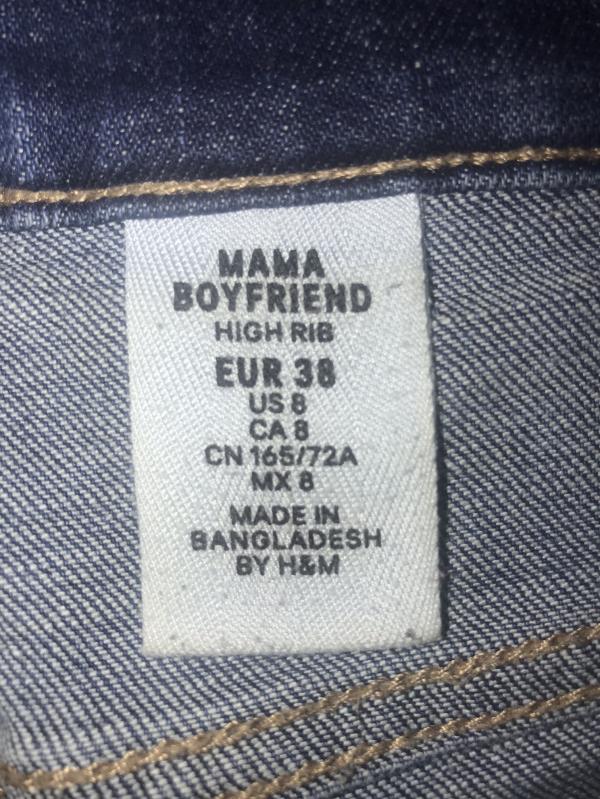 MAMA
BOYFRIEND
HIGH RIB
EUR 38
US 8
CA 8
CN 165/72A
MX 8
MADE IN
BANGLADESH
BY H&M